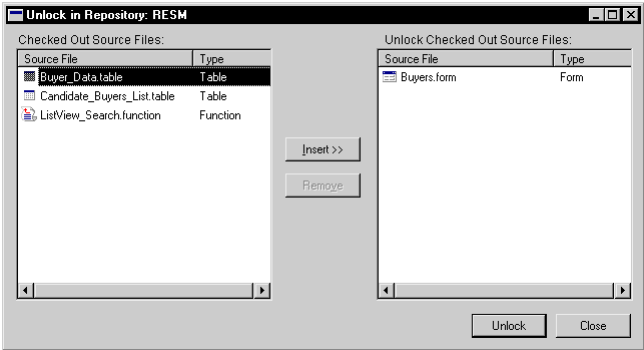 Unlock in Repository: RESM
Checked Out Source Files:
Source File Type
Buyer_Data.table Table
Candidate_Buyers_List.table Table
ListView_Search.function Function
Insert >>
Remove
Unlock Checked Out Source Files:
Source File Type
Buyers.form Form
Unlock Close